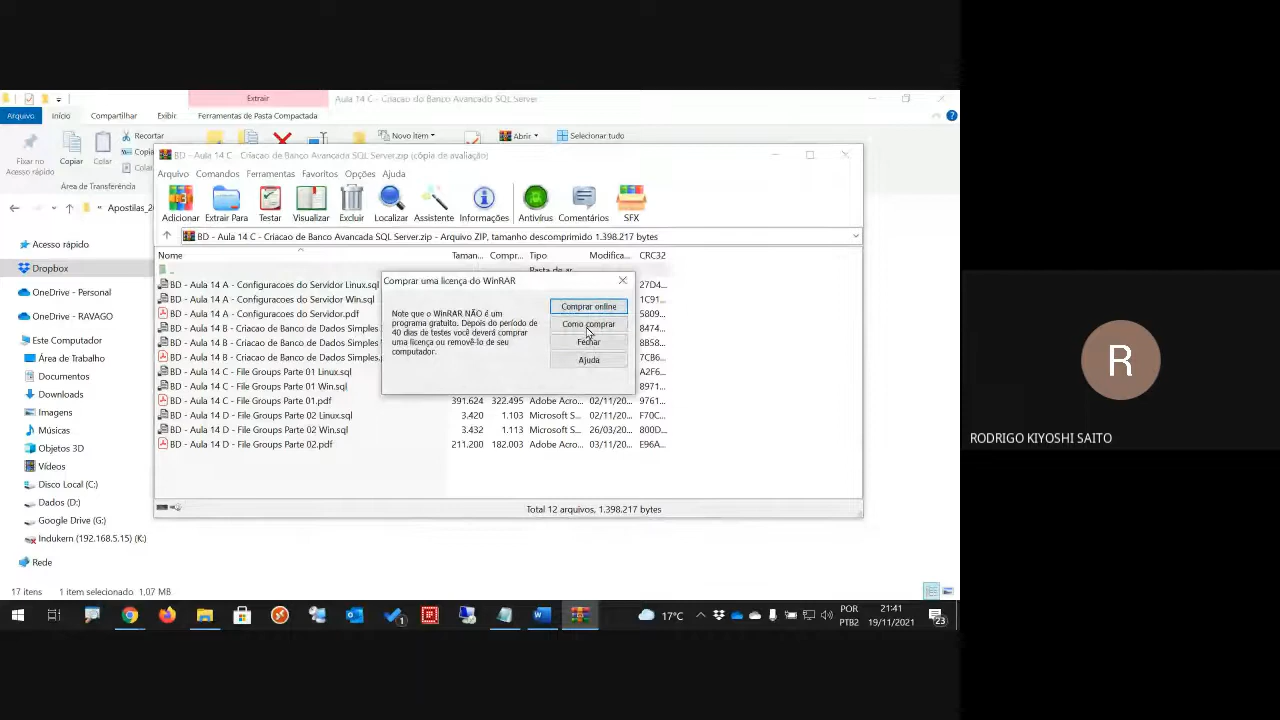 Extrair
Aula 14 C - Criacao do Banco Avancado SQL Server
Arquivo
Início
Compartilhar
Exibir
Ferramentas de Pasta Compactada
Fixar no
Acesso rápido
Copiar
Colar
Recortar
Novo Item
Abrir
Selecionar tudo
Área de Transferência
BD - Aula 14 C - Criacao de Banco Avancada SQL Server.zip (cópia de avaliação)
Arquivo Comandos Ferramentas Favoritos Opções Ajuda
Adicionar Extrair Para Testar Visualizar Excluir Localizar Assistente Informações Antivírus Comentários SFX
BD - Aula 14 C - Criacao de Banco Avancada SQL Server.zip - Arquivo ZIP, tamanho descomprimido 1.398.217 bytes
Nome Taman... Compr... Tipo Modifica... CRC32
..
Pasta de ar
BD - Aula 14 A - Configuracoes do Servidor Linux.sql 27D4...
BD - Aula 14 A - Configuracoes do Servidor Win.sql 1C91...
BD - Aula 14 A - Configuracoes do Servidor.pdf 5809...
BD - Aula 14 B - Criacao de Banco de Dados Simples 8474...
BD - Aula 14 B - Criacao de Banco de Dados Simples 8B58...
BD - Aula 14 B - Criacao de Banco de Dados Simples. 7CB6...
BD - Aula 14 C - File Groups Parte 01 Linux.sql A2F6...
BD - Aula 14 C - File Groups Parte 01 Win.sql 8971...
BD - Aula 14 C - File Groups Parte 01.pdf 391.624 322.495 Adobe Acro... 02/11/20... 9761...
BD - Aula 14 D - File Groups Parte 02 Linux.sql 3.420 1.103 Microsoft S... 02/11/20... F70C...
BD - Aula 14 D - File Groups Parte 02 Win.sql 3.432 1.113 Microsoft S... 26/03/20... 800D...
BD - Aula 14 D - File Groups Parte 02.pdf 211.200 182.003 Adobe Acro... 03/11/20... E96A...
Total 12 arquivos, 1.398.217 bytes
Comprar uma licença do WinRAR
Note que o WinRAR NÃO é um
programa gratuito. Depois do período de
40 dias de testes você deverá comprar
uma licença ou removê-lo de seu
computador.
Comprar online
Como comprar
Fechar
Ajuda
Acesso rápido
Dropbox
OneDrive - Personal
OneDrive - RAVAGO
Este Computador
Área de Trabalho
Documentos
Downloads
Imagens
Músicas
Objetos 3D
Vídeos
Disco Local (C:)
Dados (D:)
Google Drive (G:)
Indukern (192.168.5.15) (K:)
Rede
17 itens 1 item selecionado 1,07 MB
17°C
POR
PTB2
21:41
19/11/2021
23
R
RODRIGO KIYOSHI SAITO